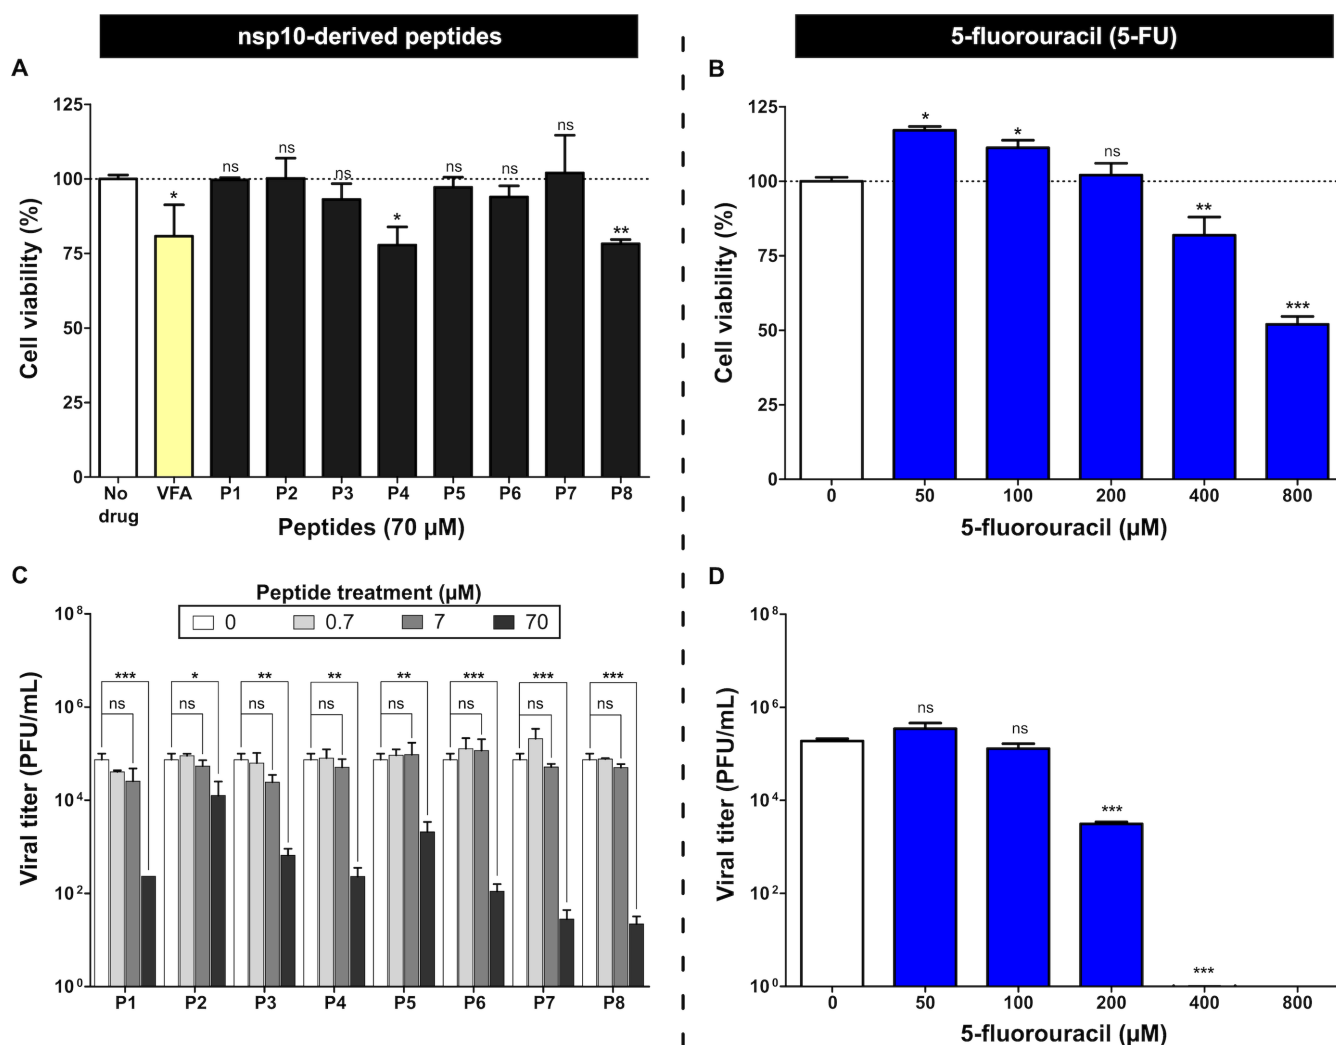 nsp10-derived peptides
5-fluorouracil (5-FU)
A
125
100
75
50
25
0
Cell viability (%)
*
ns
ns
ns
*
ns
ns
ns
**
No drug
VFA
P1
P2
P3
P4
P5
P6
P7
P8
Peptides (70 µM)
B
125
100
75
50
25
0
Cell viability (%)
*
*
ns
**
***
0
50
100
200
400
800
5-fluorouracil (µM)
C
Peptide treatment (µM)
0
0.7
7
70
10⁸
10⁶
10⁴
10²
10⁰
Viral titer (PFU/mL)
***
*
**
**
**
***
***
***
ns
ns
ns
ns
ns
ns
ns
ns
P1
P2
P3
P4
P5
P6
P7
P8
D
10⁸
10⁶
10⁴
10²
10⁰
Viral titer (PFU/mL)
ns
ns
***
***
0
50
100
200
400
800
5-fluorouracil (µM)